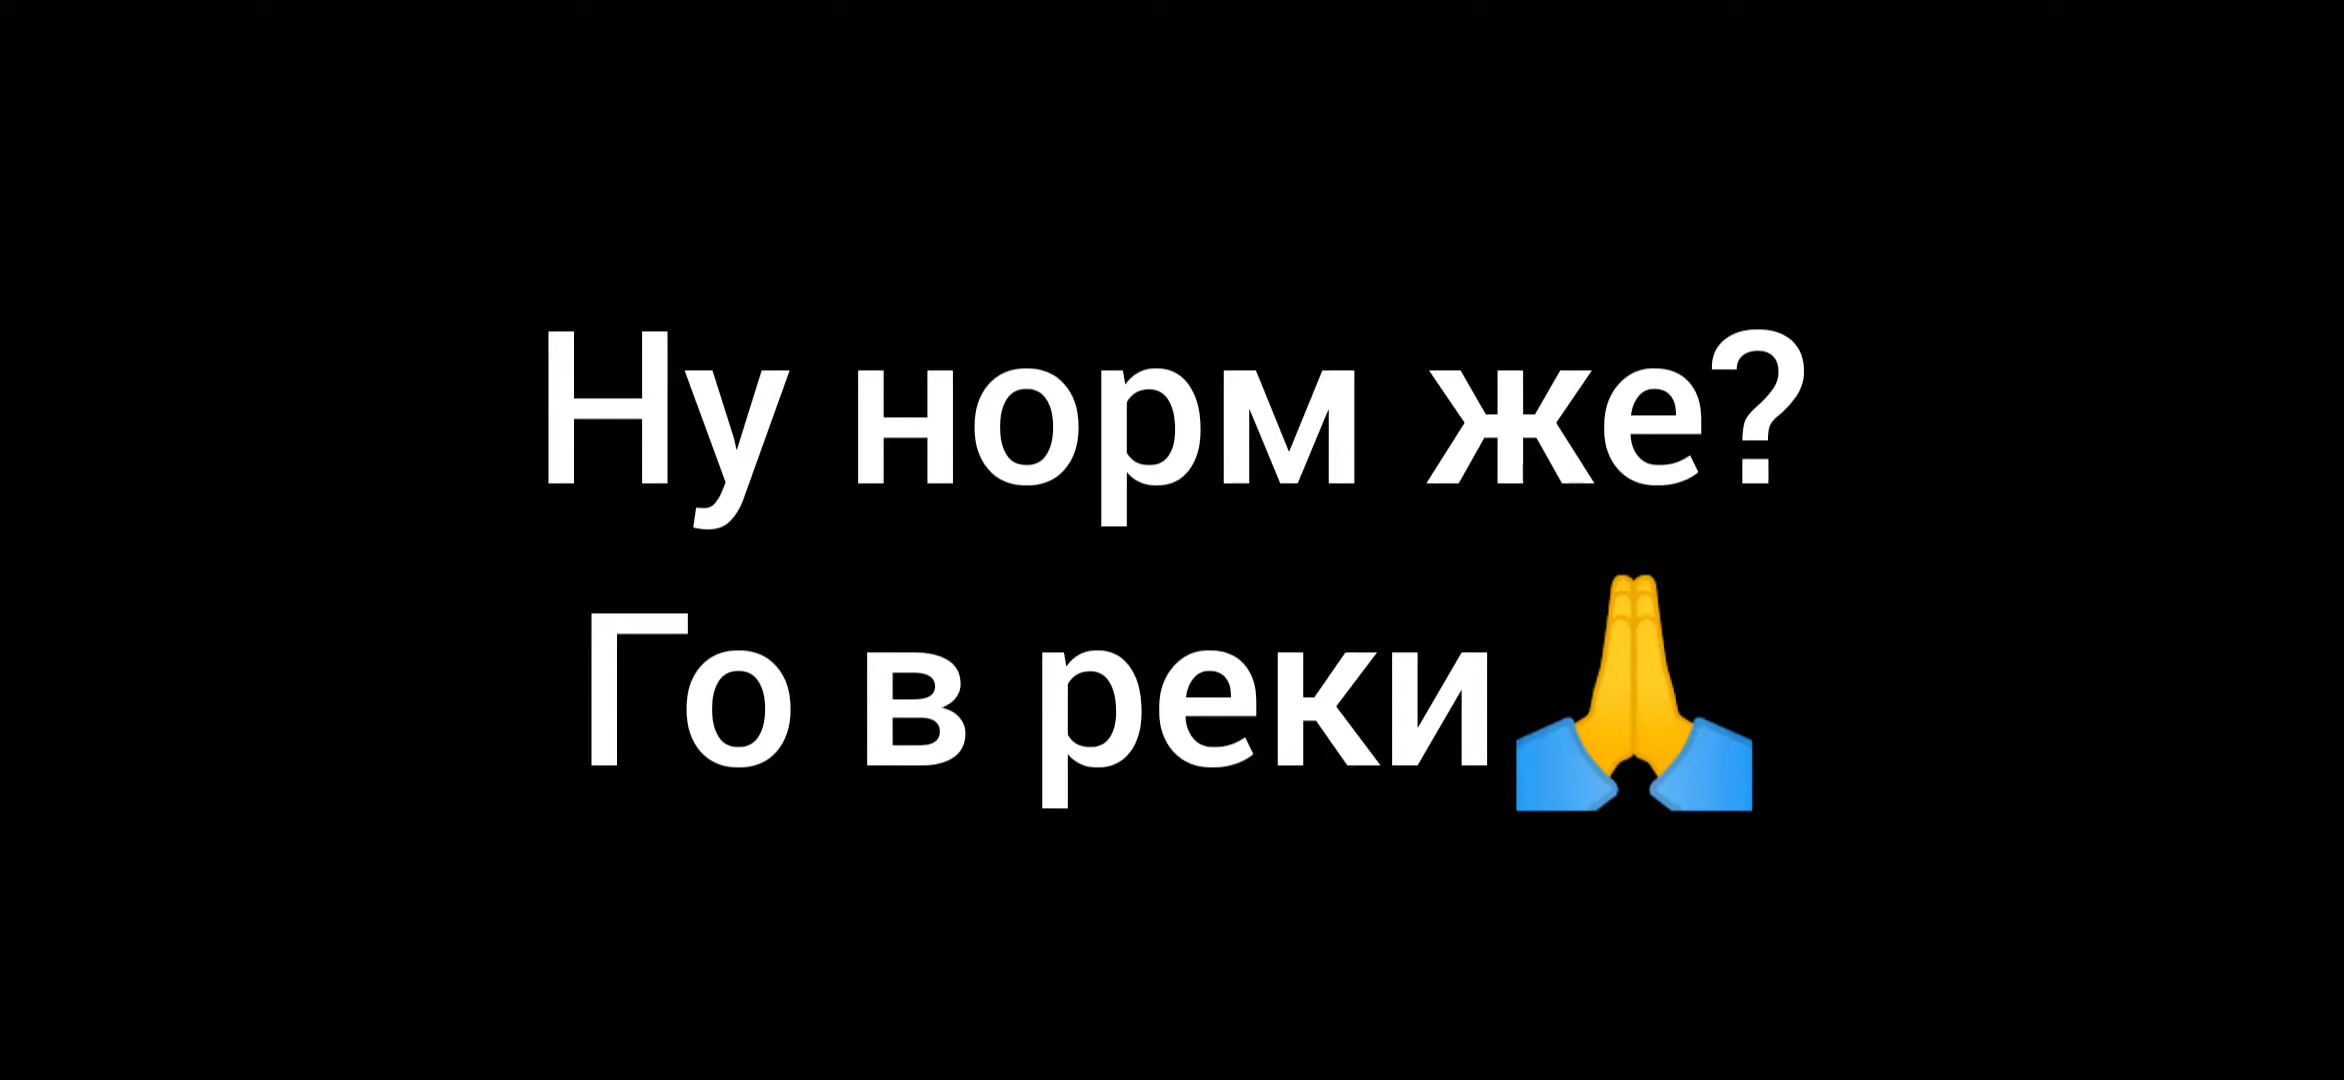 Ну норм же?
Го в реки🙏